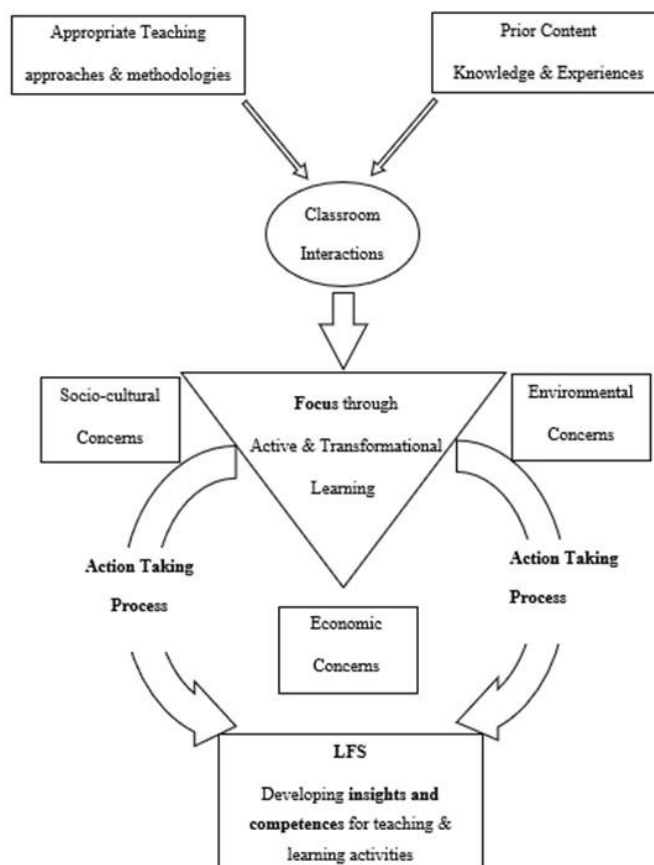 Appropriate Teaching
approaches & methodologies
Prior Content
Knowledge & Experiences
Classroom
Interactions
Socio-cultural
Concerns
Focus through
Active & Transformational
Learning
Environmental
Concerns
Action Taking
Process
Action Taking
Process
Economic
Concerns
LFS
Developing insights and
competences for teaching &
learning activities